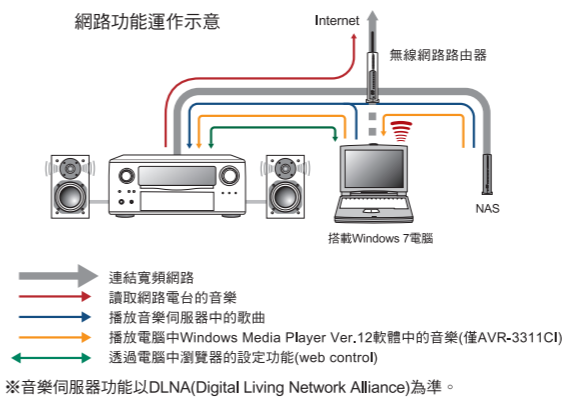 網路功能運作示意
Internet
無線網路路由器
NAS
搭載Windows 7電腦
連結寬頻網路
讀取網路電台的音樂
播放音樂伺服器中的歌曲
播放電腦中Windows Media Player Ver.12軟體中的音樂(僅AVR-3311CI)
透過電腦中瀏覽器的設定功能(web control)
※音樂伺服器功能以DLNA(Digital Living Network Alliance)為準。